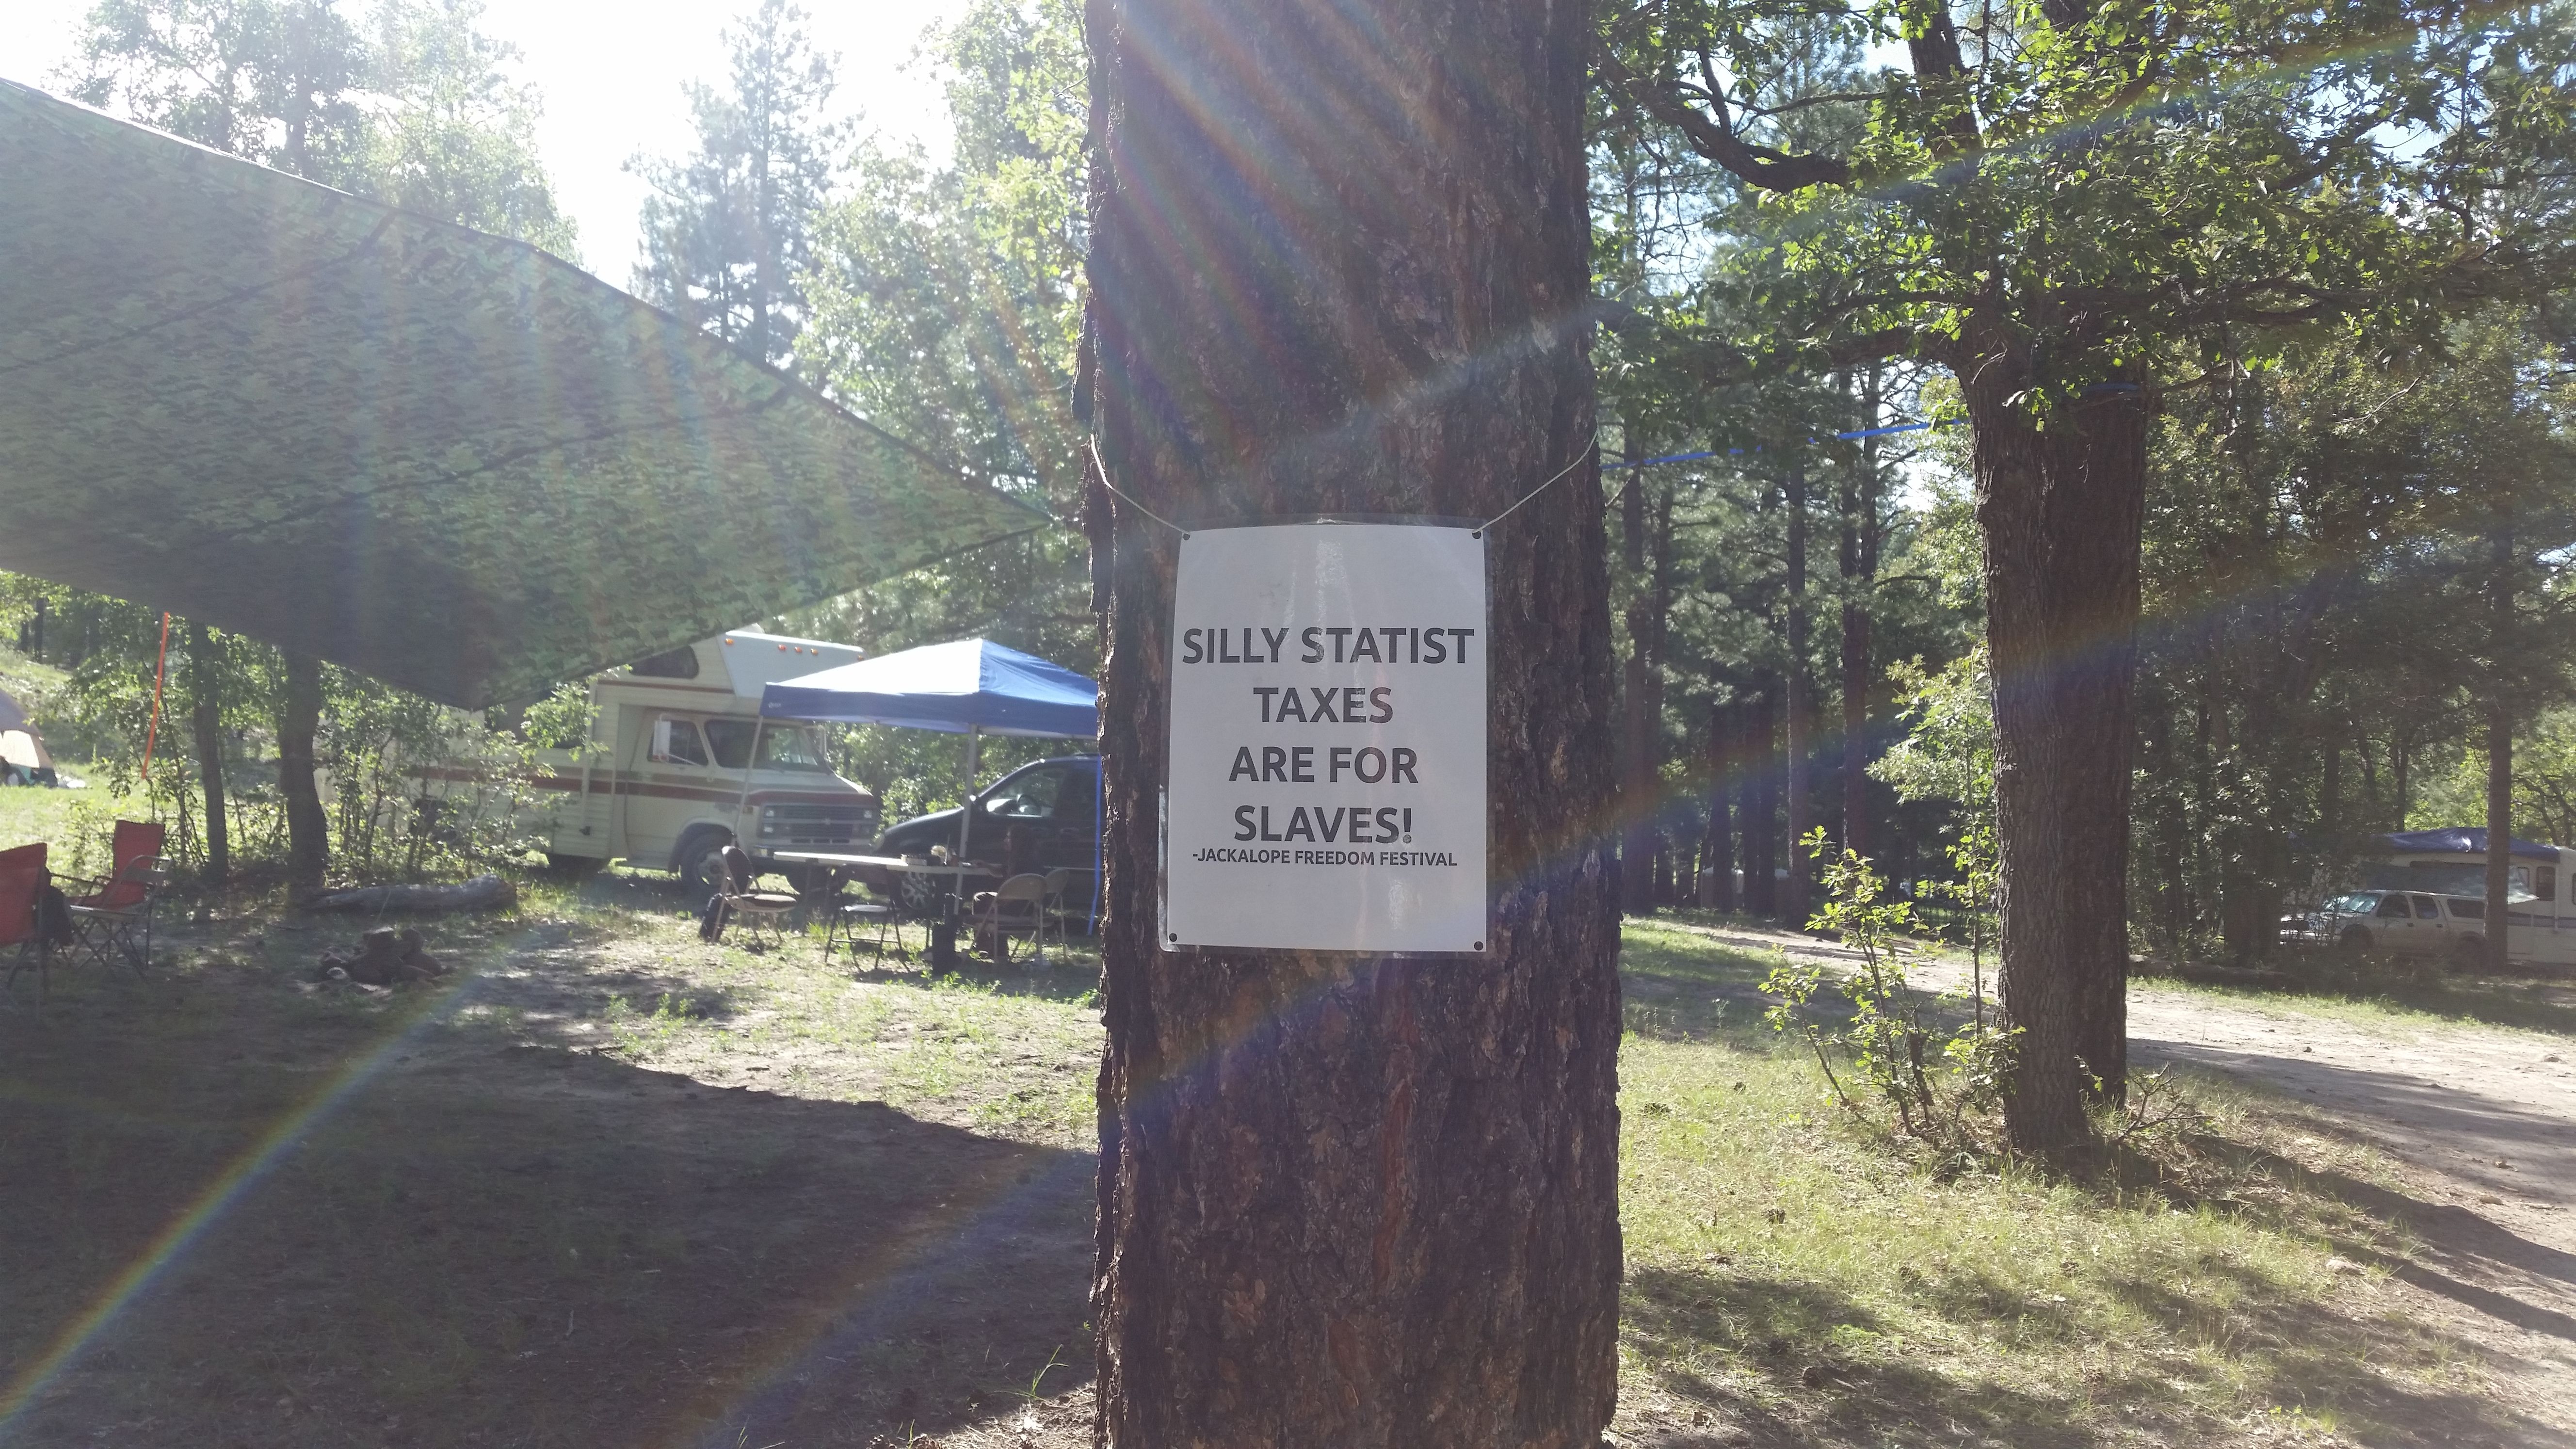 SILLY STATIST
TAXES
ARE FOR
SLAVES!
-JACKALOPE FREEDOM FESTIVAL